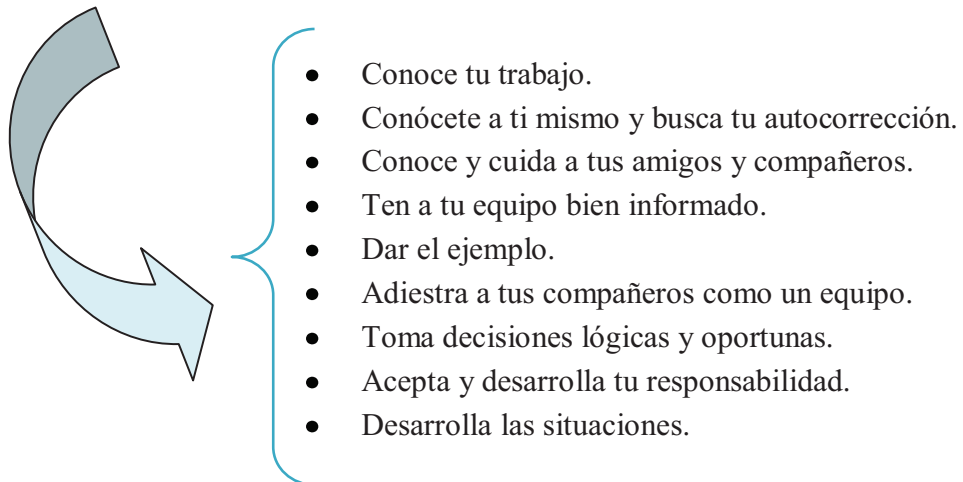 • Conoce tu trabajo.
• Conócete a ti mismo y busca tu autocorrección.
• Conoce y cuida a tus amigos y compañeros.
• Ten a tu equipo bien informado.
• Dar el ejemplo.
• Adiestra a tus compañeros como un equipo.
• Toma decisiones lógicas y oportunas.
• Acepta y desarrolla tu responsabilidad.
• Desarrolla las situaciones.